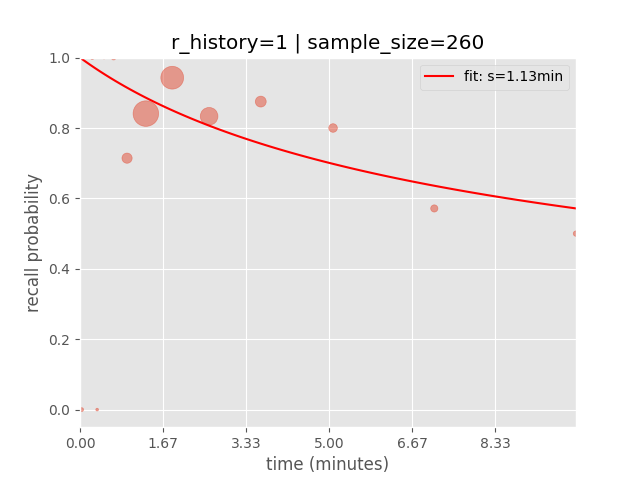 r_history=1 | sample_size=260
fit: s=1.13min
recall probability
1.0
0.8
0.6
0.4
0.2
0.0
0.00 1.67 3.33 5.00 6.67 8.33
time (minutes)